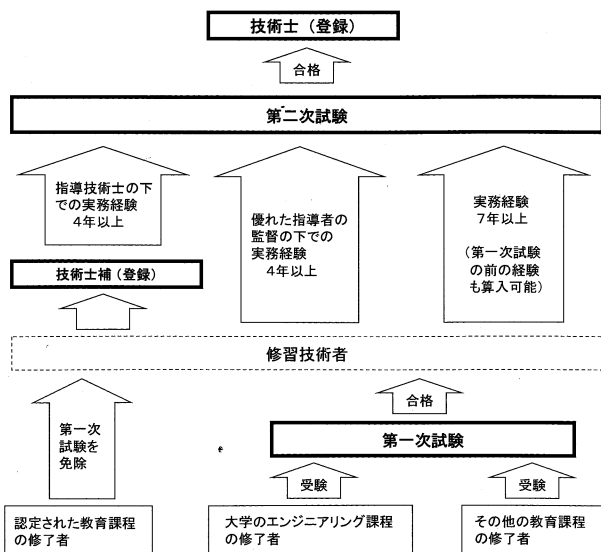 技術士（登録）
合格
第二次試験
指導技術士の下
での実務経験
４年以上
優れた指導者の
監督の下での
実務経験
４年以上
実務経験
７年以上
（第一次試験
の前の経験
も算入可能）
技術士補（登録）
修習技術者
第一次
試験を
免除
合格
第一次試験
受験
受験
認定された教育課程
の修了者
大学のエンジニアリング課程
の修了者
その他の教育課程
の修了者